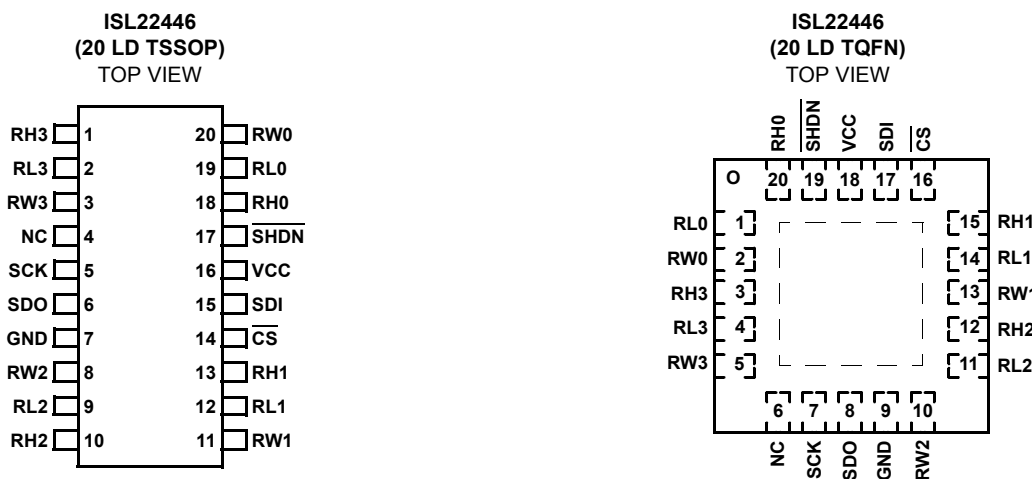 ISL22446
(20 LD TSSOP)
TOP VIEW
RH3 1 20 RW0
RL3 2 19 RL0
RW3 3 18 RH0
NC 4 17 SHDN
SCK 5 16 VCC
SDO 6 15 SDI
GND 7 14 CS
RW2 8 13 RH1
RL2 9 12 RL1
RH2 10 11 RW1
ISL22446
(20 LD TQFN)
TOP VIEW
RH0 SHDN VCC SDI CS
O 20 19 18 17 16
RL0 1 15 RH1
RW0 2 14 RL1
RH3 3 13 RW1
RL3 4 12 RH2
RW3 5 11 RL2
6 7 8 9 10
NC SCK SDO GND RW2